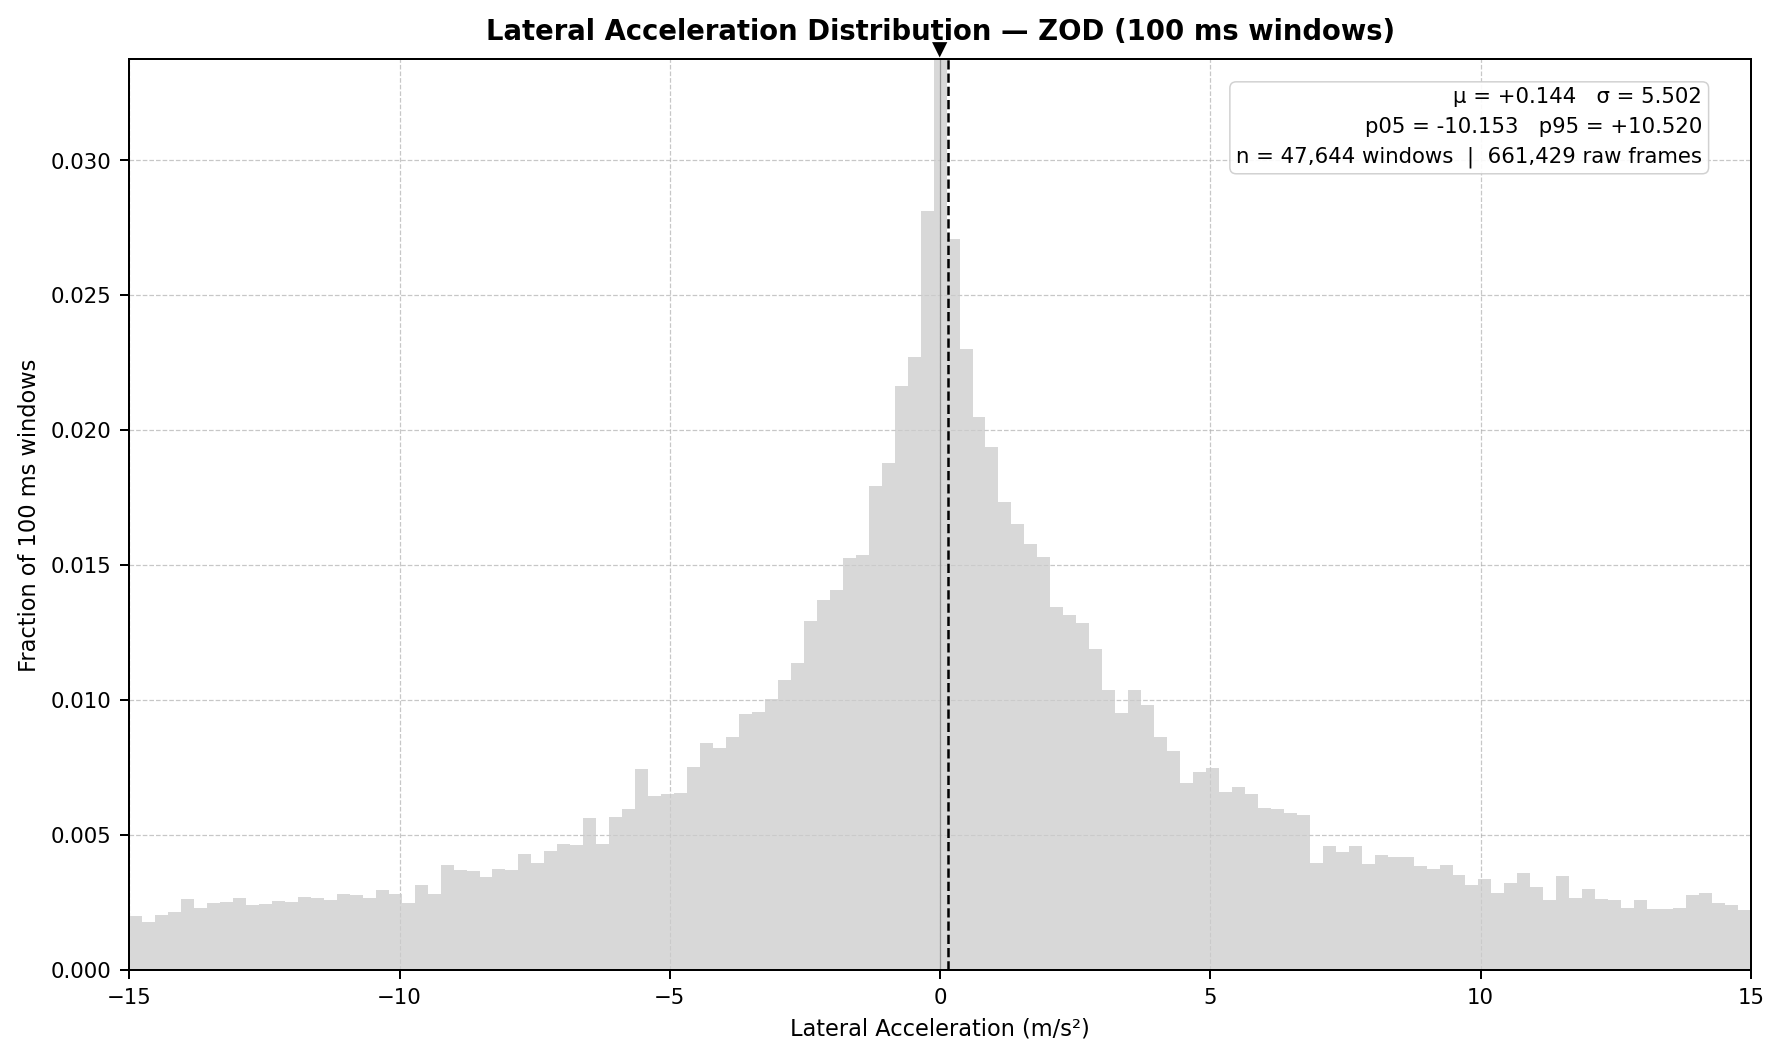 Lateral Acceleration Distribution — ZOD (100 ms windows)
μ = +0.144   σ = 5.502
p05 = -10.153   p95 = +10.520
n = 47,644 windows  |  661,429 raw frames
Fraction of 100 ms windows
0.030
0.025
0.020
0.015
0.010
0.005
0.000
−15 −10 −5 0 5 10 15
Lateral Acceleration (m/s²)